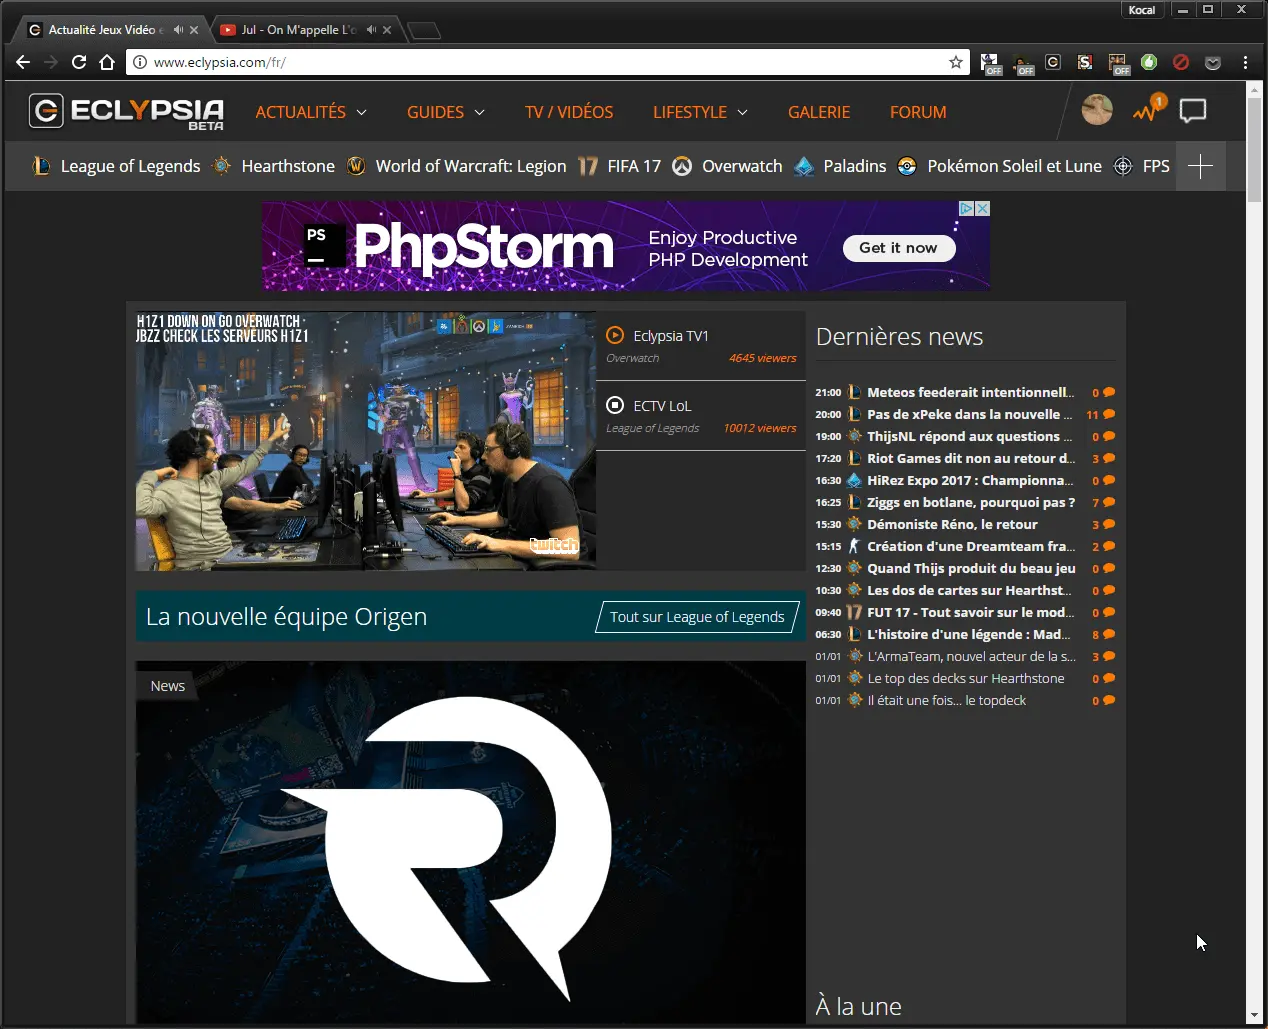 Kocal
Actualité Jeux Vidéo e
Jul - On M'appelle L'o
www.eclypsia.com/fr/
OFF
OFF
OFF
ECLYPSIA
BETA
ACTUALITÉS
GUIDES
TV / VIDÉOS
LIFESTYLE
GALERIE
FORUM
1
League of Legends
Hearthstone
World of Warcraft: Legion
17 FIFA 17
Overwatch
Paladins
Pokémon Soleil et Lune
FPS
PS
PhpStorm
Enjoy Productive
PHP Development
Get it now
H1Z1 DOWN ON GO OVERWATCH
JBZZ CHECK LES SERVEURS H1Z1
twitch
Eclypsia TV1
Overwatch 4645 viewers
ECTV LoL
League of Legends 10012 viewers
Dernières news
21:00 Meteos feederait intentionnell... 0
20:00 Pas de xPeke dans la nouvelle ... 11
19:00 ThijsNL répond aux questions ... 0
17:20 Riot Games dit non au retour d... 3
16:30 HiRez Expo 2017 : Championna... 0
16:25 Ziggs en botlane, pourquoi pas ? 7
15:30 Démoniste Réno, le retour 3
15:15 Création d'une Dreamteam fra... 2
12:30 Quand Thijs produit du beau jeu 0
10:30 Les dos de cartes sur Hearthst... 0
09:40 17 FUT 17 - Tout savoir sur le mod... 0
06:30 L'histoire d'une légende : Mad... 8
01/01 L'ArmaTeam, nouvel acteur de la s... 3
01/01 Le top des decks sur Hearthstone 0
01/01 Il était une fois... le topdeck 0
La nouvelle équipe Origen
Tout sur League of Legends
News
À la une